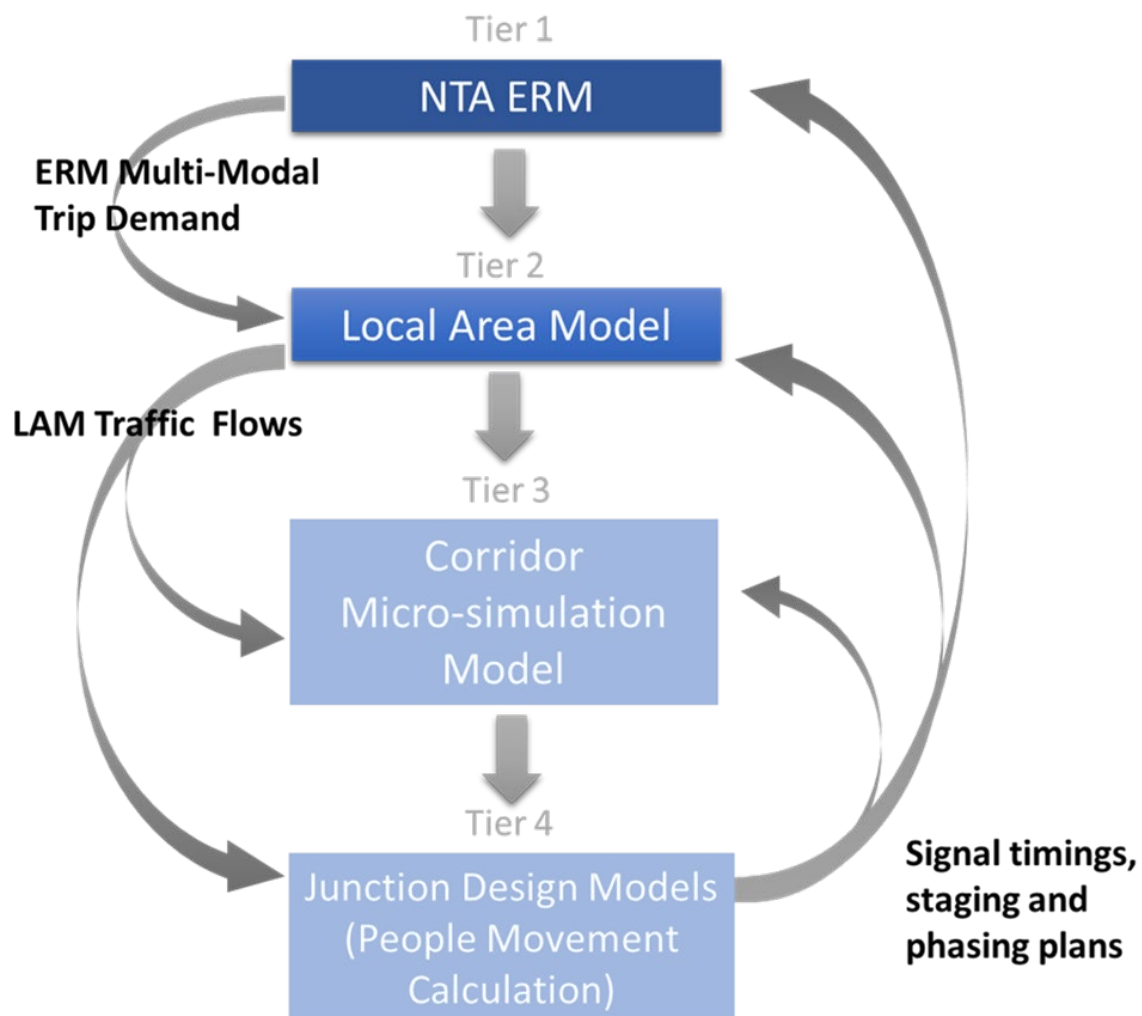 Tier 1
NTA ERM
ERM Multi-Modal
Trip Demand
Tier 2
Local Area Model
LAM Traffic  Flows
Tier 3
Corridor
Micro-simulation
Model
Tier 4
Junction Design Models
(People Movement
Calculation)
Signal timings,
staging and
phasing plans